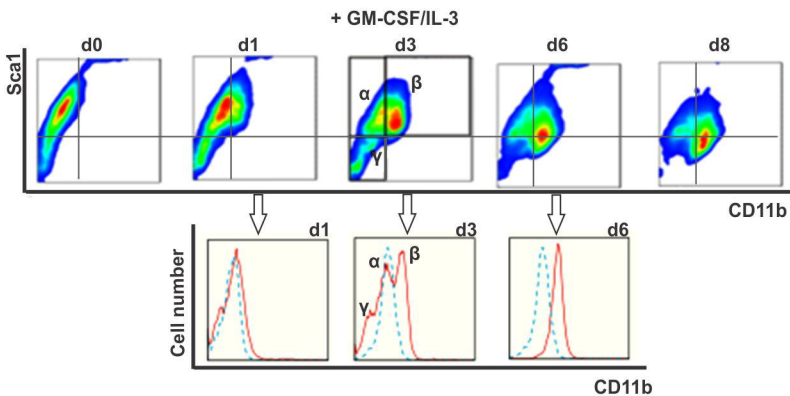 + GM-CSF/IL-3
d0 d1 d3 d6 d8
Sca1
α β
γ
CD11b
d1 d3 d6
Cell number
α β
γ
CD11b